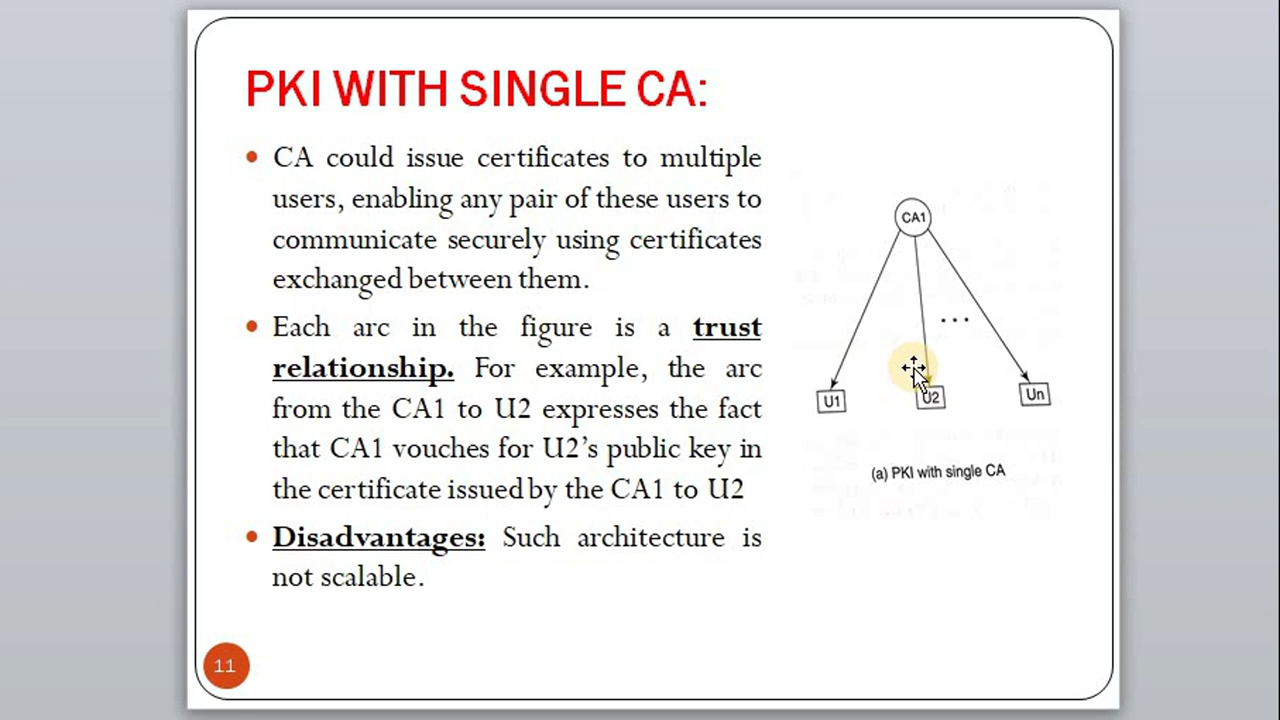 PKI WITH SINGLE CA:
• CA could issue certificates to multiple
users, enabling any pair of these users to
communicate securely using certificates
exchanged between them.
• Each arc in the figure is a trust
relationship. For example, the arc
from the CA1 to U2 expresses the fact
that CA1 vouches for U2’s public key in
the certificate issued by the CA1 to U2
• Disadvantages: Such architecture is
not scalable.
CA1
. . .
U1 U2 Un
(a) PKI with single CA
11